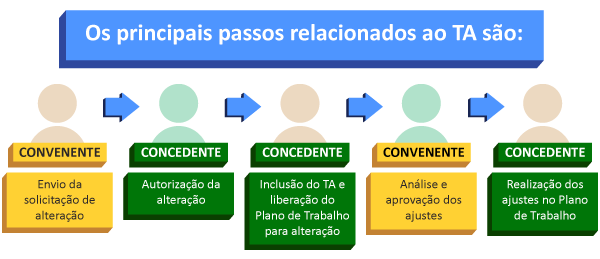 Os principais passos relacionados ao TA são:
CONVENENTE
Envio da
solicitação de
alteração
CONCEDENTE
Autorização da
alteração
CONCEDENTE
Inclusão do TA e
liberação do
Plano de Trabalho
para alteração
CONVENENTE
Análise e
aprovação dos
ajustes
CONCEDENTE
Realização dos
ajustes no Plano
de Trabalho